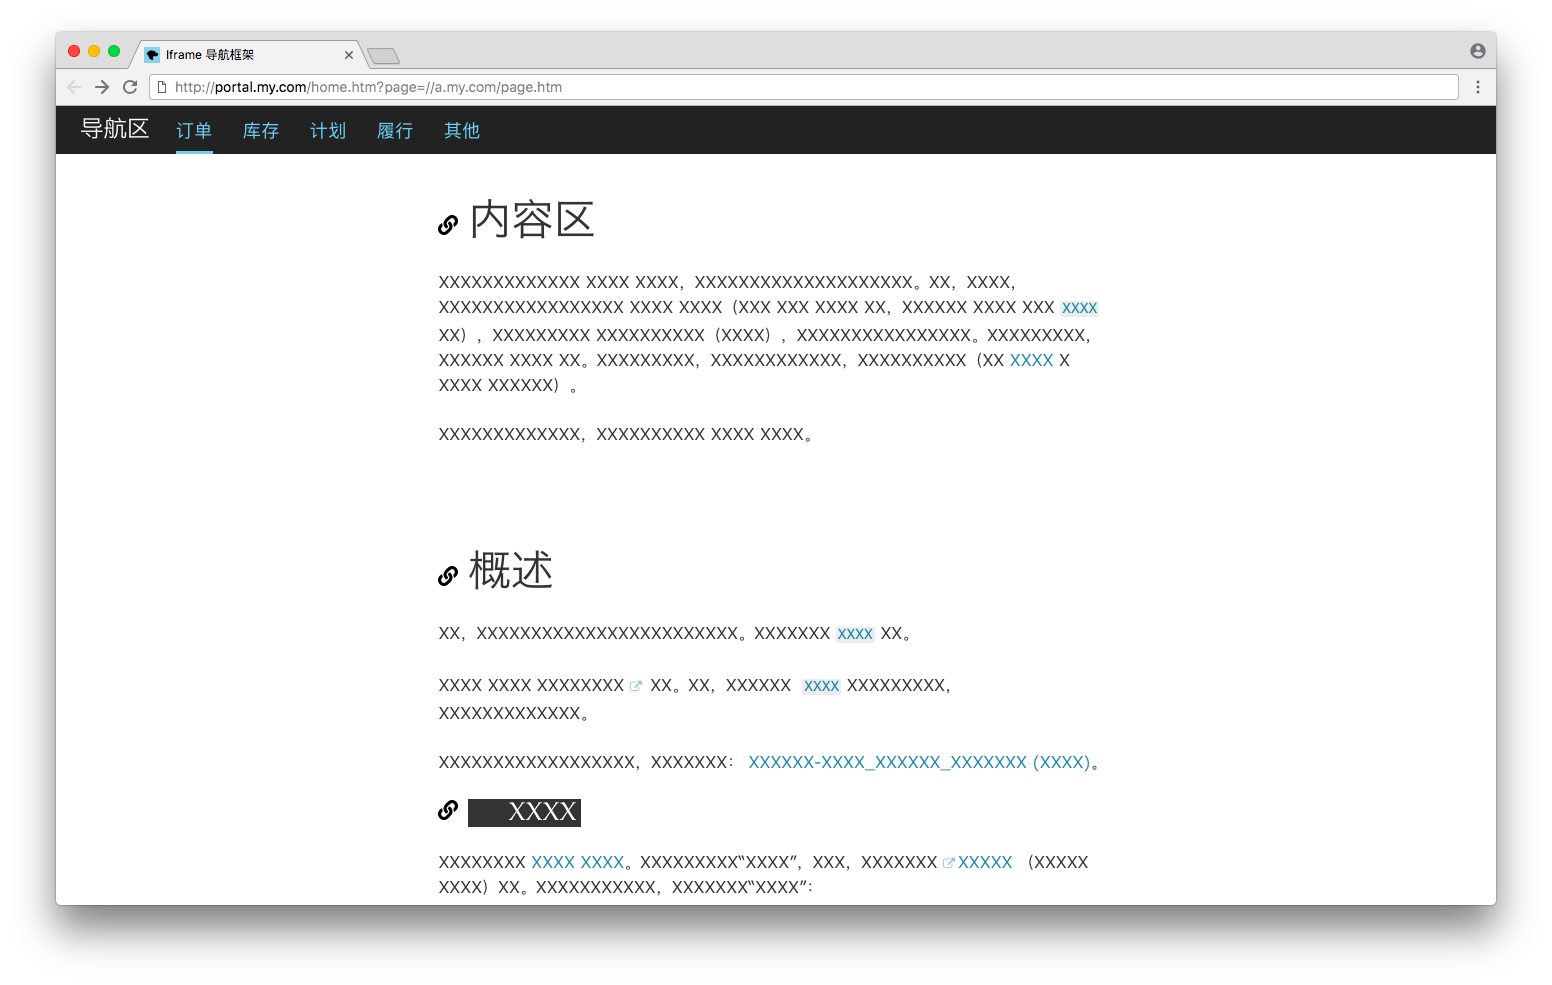 Iframe 导航框架
http://portal.my.com/home.htm?page=//a.my.com/page.htm
导航区 订单 库存 计划 履行 其他
内容区
XXXXXXXXXXXXX XXXX XXXX，XXXXXXXXXXXXXXXXXXXX。XX，XXXX，
XXXXXXXXXXXXXXXXX XXXX XXXX（XXX XXX XXXX XX，XXXXXX XXXX XXX XXXX
XX），XXXXXXXXX XXXXXXXXXX（XXXX），XXXXXXXXXXXXXXXX。XXXXXXXXX，
XXXXXX XXXX XX。XXXXXXXXX，XXXXXXXXXXXX，XXXXXXXXXX（XX XXXX X
XXXX XXXXXX）。
XXXXXXXXXXXXX，XXXXXXXXXX XXXX XXXX。
概述
XX，XXXXXXXXXXXXXXXXXXXXXXXX。XXXXXXX XXXX XX。
XXXX XXXX XXXXXXXX XX。XX，XXXXXX XXXX XXXXXXXXX，
XXXXXXXXXXXXX。
XXXXXXXXXXXXXXXXXX，XXXXXXX： XXXXXX-XXXX_XXXXXX_XXXXXXX (XXXX)。
XXXX
XXXXXXXX XXXX XXXX。XXXXXXXXX“XXXX”，XXX，XXXXXXX XXXXX （XXXXX
XXXX）XX。XXXXXXXXXXX，XXXXXXX“XXXX”：